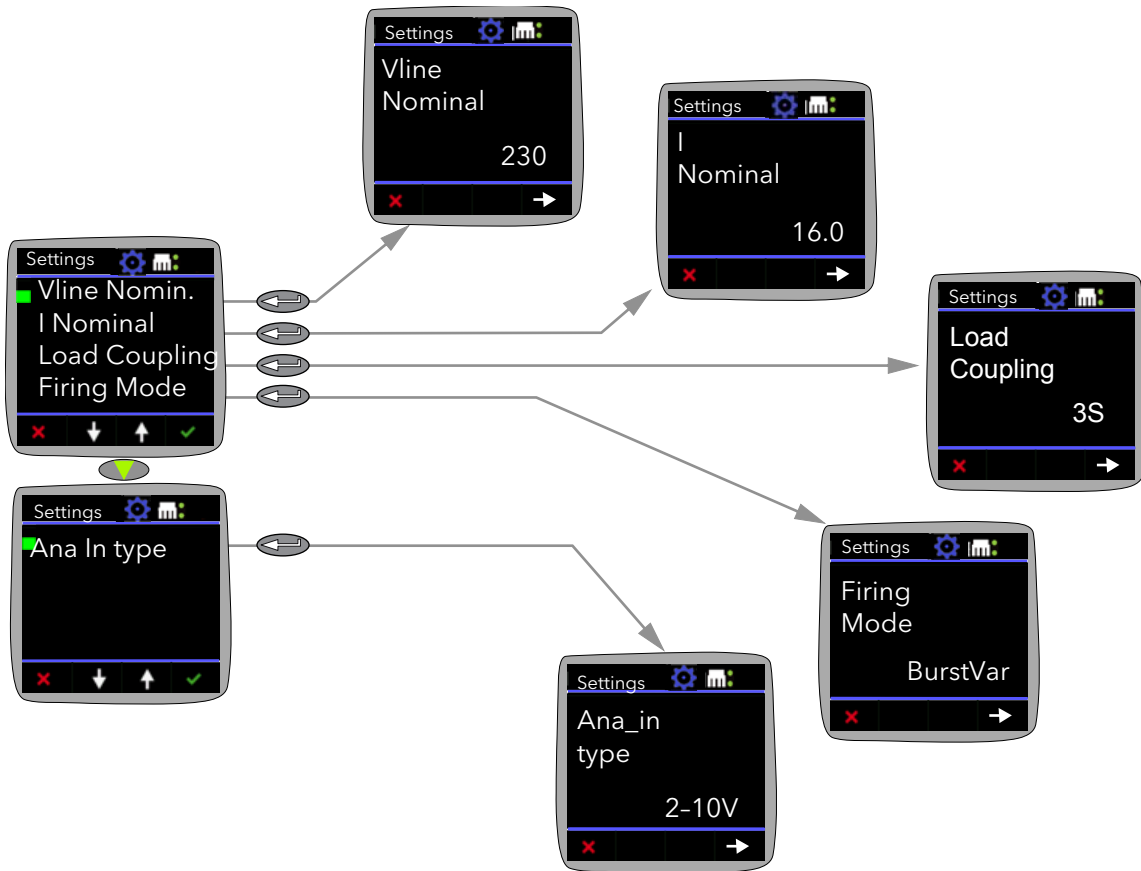 Settings
Vline
Nominal
230
Settings
I
Nominal
16.0
Settings
Vline Nomin.
I Nominal
Load Coupling
Firing Mode
Settings
Load
Coupling
3S
Settings
Ana In type
Settings
Firing
Mode
BurstVar
Settings
Ana_in
type
2–10V